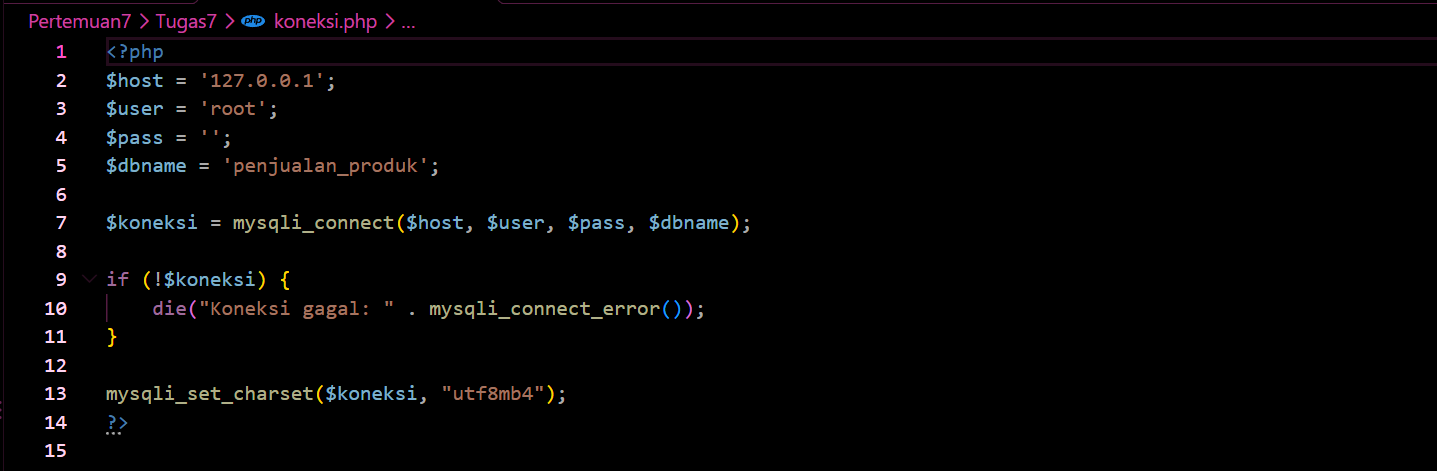 Pertemuan7 > Tugas7 > php koneksi.php > ...
1 <?php
2 $host = '127.0.0.1';
3 $user = 'root';
4 $pass = '';
5 $dbname = 'penjualan_produk';
6
7 $koneksi = mysqli_connect($host, $user, $pass, $dbname);
8
9 if (!$koneksi) {
10     die("Koneksi gagal: " . mysqli_connect_error());
11 }
12
13 mysqli_set_charset($koneksi, "utf8mb4");
14 ?>
15